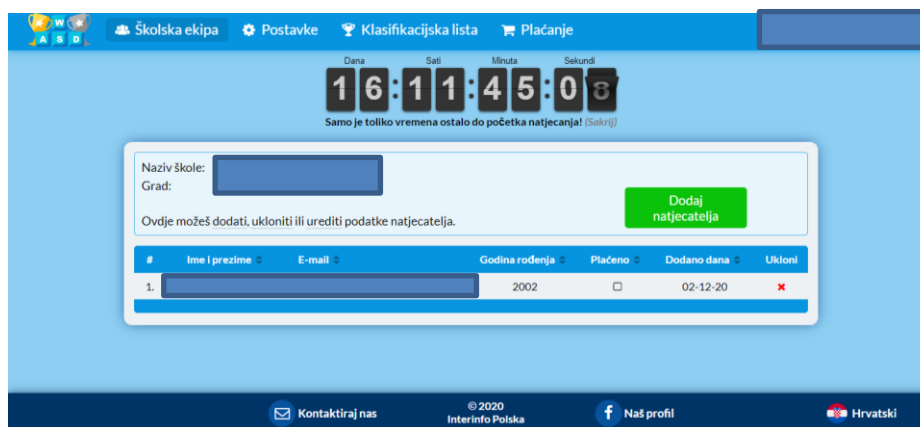 W
A S D
Školska ekipa
Postavke
Klasifikacijska lista
Plaćanje
Dana Sati Minuta Sekundi
16:11:45:08
Samo je toliko vremena ostalo do početka natjecanja! (Sakrij)
Naziv škole:
Grad:
Dodaj
natjecatelja
Ovdje možeš dodati, ukloniti ili urediti podatke natjecatelja.
# Ime i prezime E-mail Godina rođenja Plaćeno Dodano dana Ukloni
1. 2002 02-12-20
Kontaktiraj nas
© 2020
Interinfo Polska
Naš profil
Hrvatski